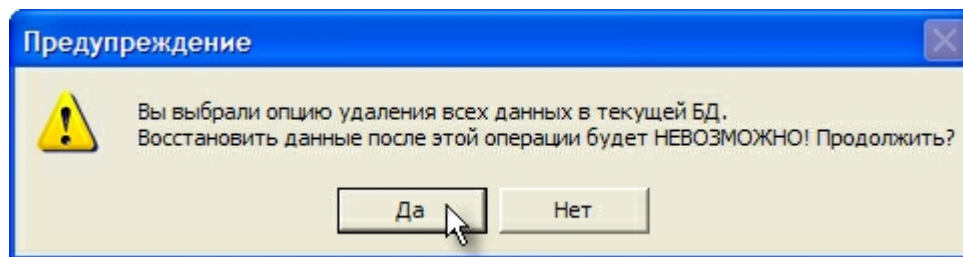 Предупреждение
Вы выбрали опцию удаления всех данных в текущей БД.
Восстановить данные после этой операции будет НЕВОЗМОЖНО! Продолжить?
Да
Нет